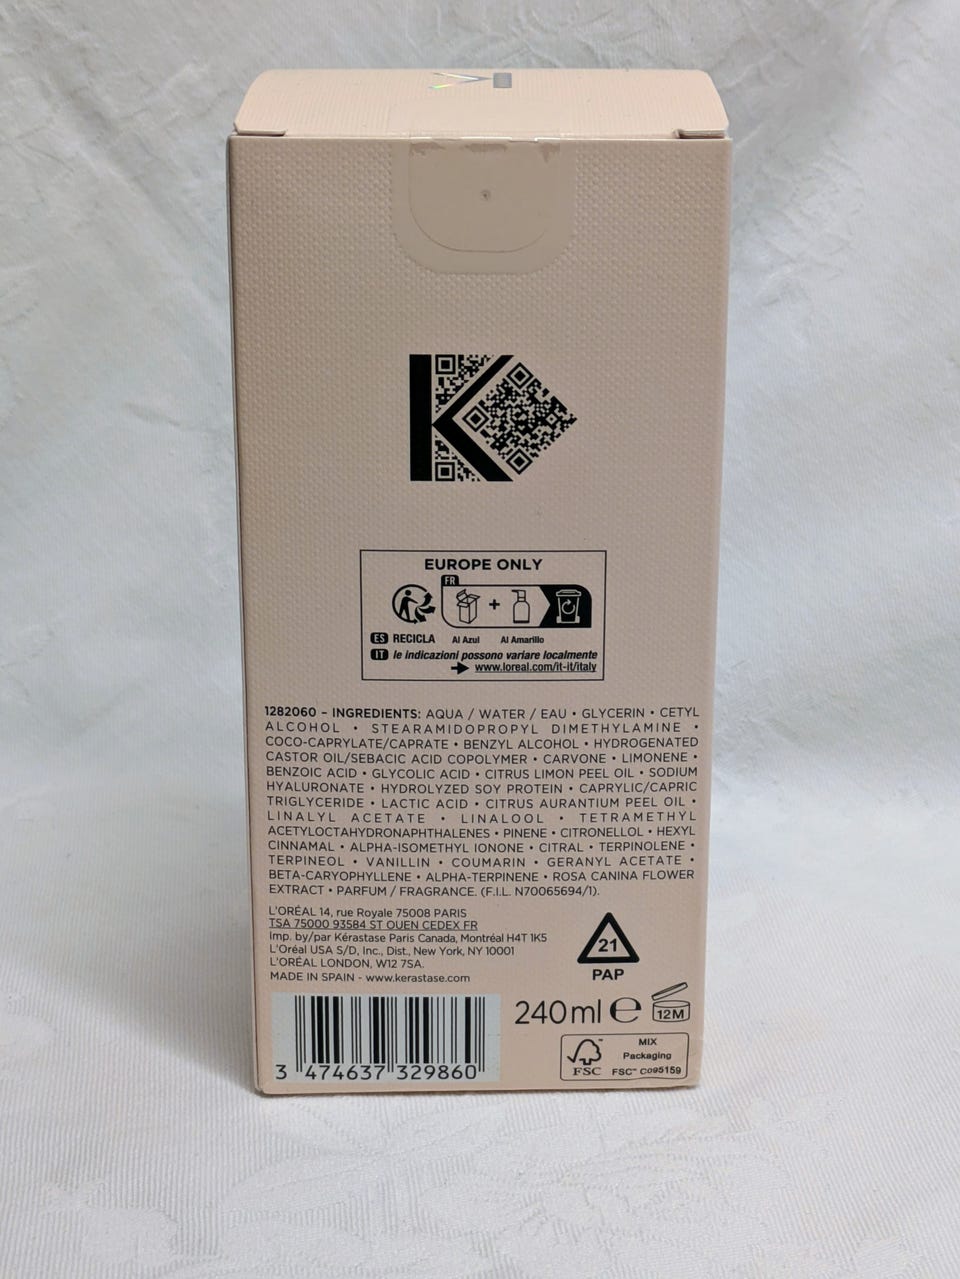 K
EUROPE ONLY
FR
+
ES RECICLA Al Azul Al Amarillo
IT le indicazioni possono variare localmente
www.loreal.com/it-it/italy
1282060 - INGREDIENTS: AQUA / WATER / EAU • GLYCERIN • CETYL
ALCOHOL • STEARAMIDOPROPYL DIMETHYLAMINE •
COCO-CAPRYLATE/CAPRATE • BENZYL ALCOHOL • HYDROGENATED
CASTOR OIL/SEBACIC ACID COPOLYMER • CARVONE • LIMONENE •
BENZOIC ACID • GLYCOLIC ACID • CITRUS LIMON PEEL OIL • SODIUM
HYALURONATE • HYDROLYZED SOY PROTEIN • CAPRYLIC/CAPRIC
TRIGLYCERIDE • LACTIC ACID • CITRUS AURANTIUM PEEL OIL •
LINALYL ACETATE • LINALOOL • TETRAMETHYL
ACETYLOCTAHYDRONAPHTHALENES • PINENE • CITRONELLOL • HEXYL
CINNAMAL • ALPHA-ISOMETHYL IONONE • CITRAL • TERPINOLENE •
TERPINEOL • VANILLIN • COUMARIN • GERANYL ACETATE •
BETA-CARYOPHYLLENE • ALPHA-TERPINENE • ROSA CANINA FLOWER
EXTRACT • PARFUM / FRAGRANCE. (F.I.L. N70065694/1).
L'ORÉAL 14, rue Royale 75008 PARIS
TSA 75000 93584 ST OUEN CEDEX FR
Imp. by/par Kérastase Paris Canada, Montréal H4T 1K5
L'Oréal USA S/D, Inc., Dist., New York, NY 10001
L'ORÉAL LONDON, W12 7SA.
MADE IN SPAIN - www.kerastase.com
21
PAP
240ml e
12M
3 474637 329860
FSC™
MIX
Packaging
FSC™ C095159